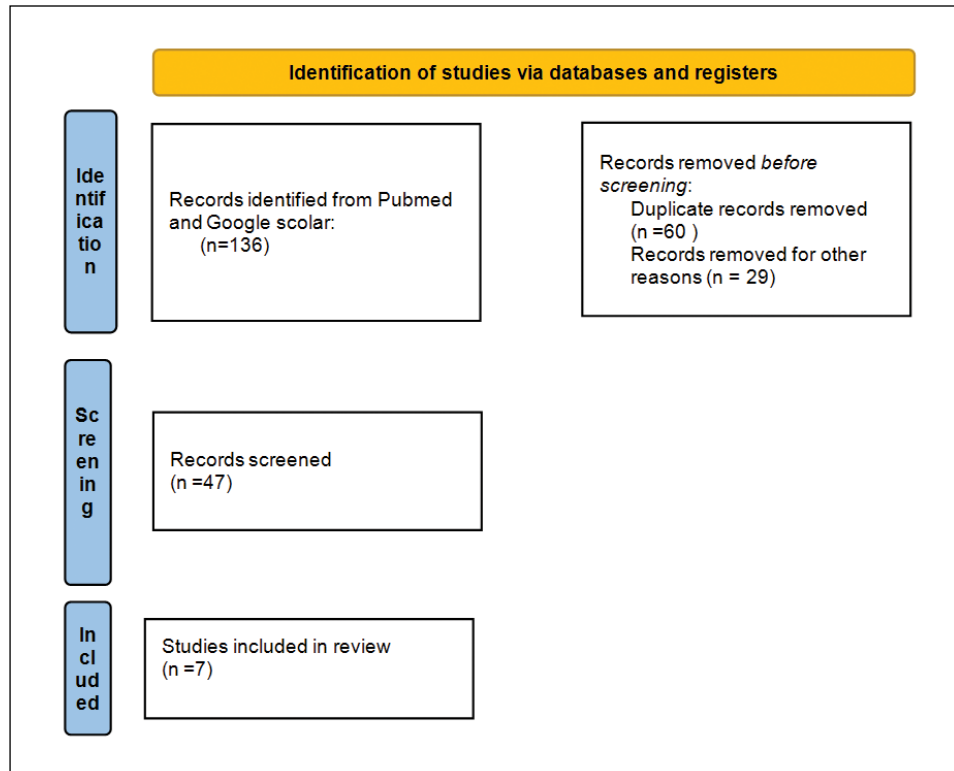 Identification of studies via databases and registers
Ide
ntif
ica
tio
n
Records identified from Pubmed
and Google scholar:
(n=136)
Records removed before
screening:
Duplicate records removed
(n =60 )
Records removed for other
reasons (n = 29)
Sc
re
en
in
g
Records screened
(n =47)
In
cl
ud
ed
Studies included in review
(n =7)